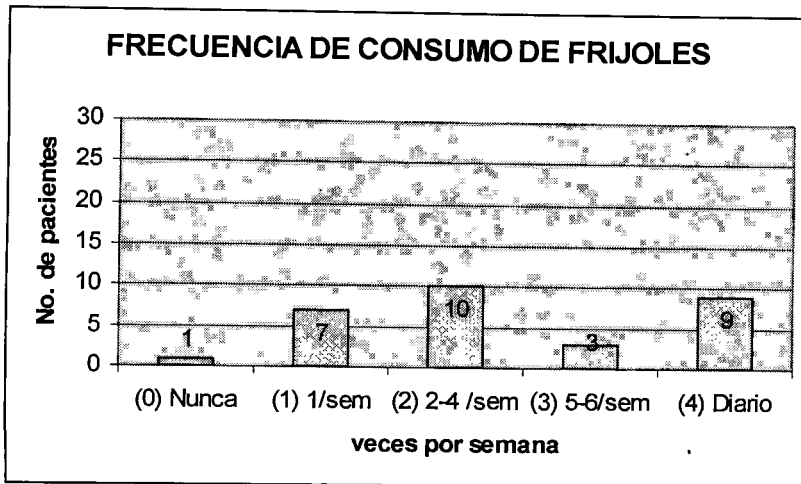 FRECUENCIA DE CONSUMO DE FRIJOLES
No. de pacientes
30
25
20
15
10
5
0
1
7
10
3
9
(0) Nunca
(1) 1/sem
(2) 2-4 /sem
(3) 5-6/sem
(4) Diario
veces por semana